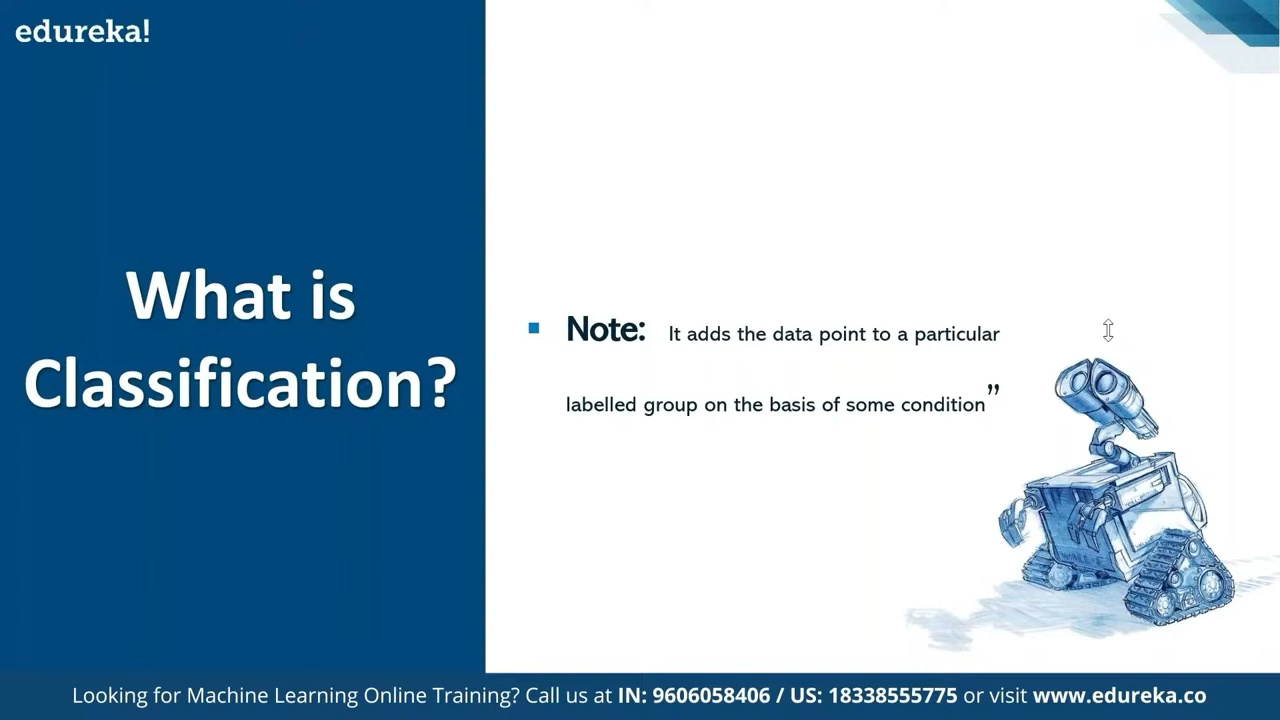 edureka!
What is
Classification?
Note: It adds the data point to a particular
labelled group on the basis of some condition”
Looking for Machine Learning Online Training? Call us at IN: 9606058406 / US: 18338555775 or visit www.edureka.co